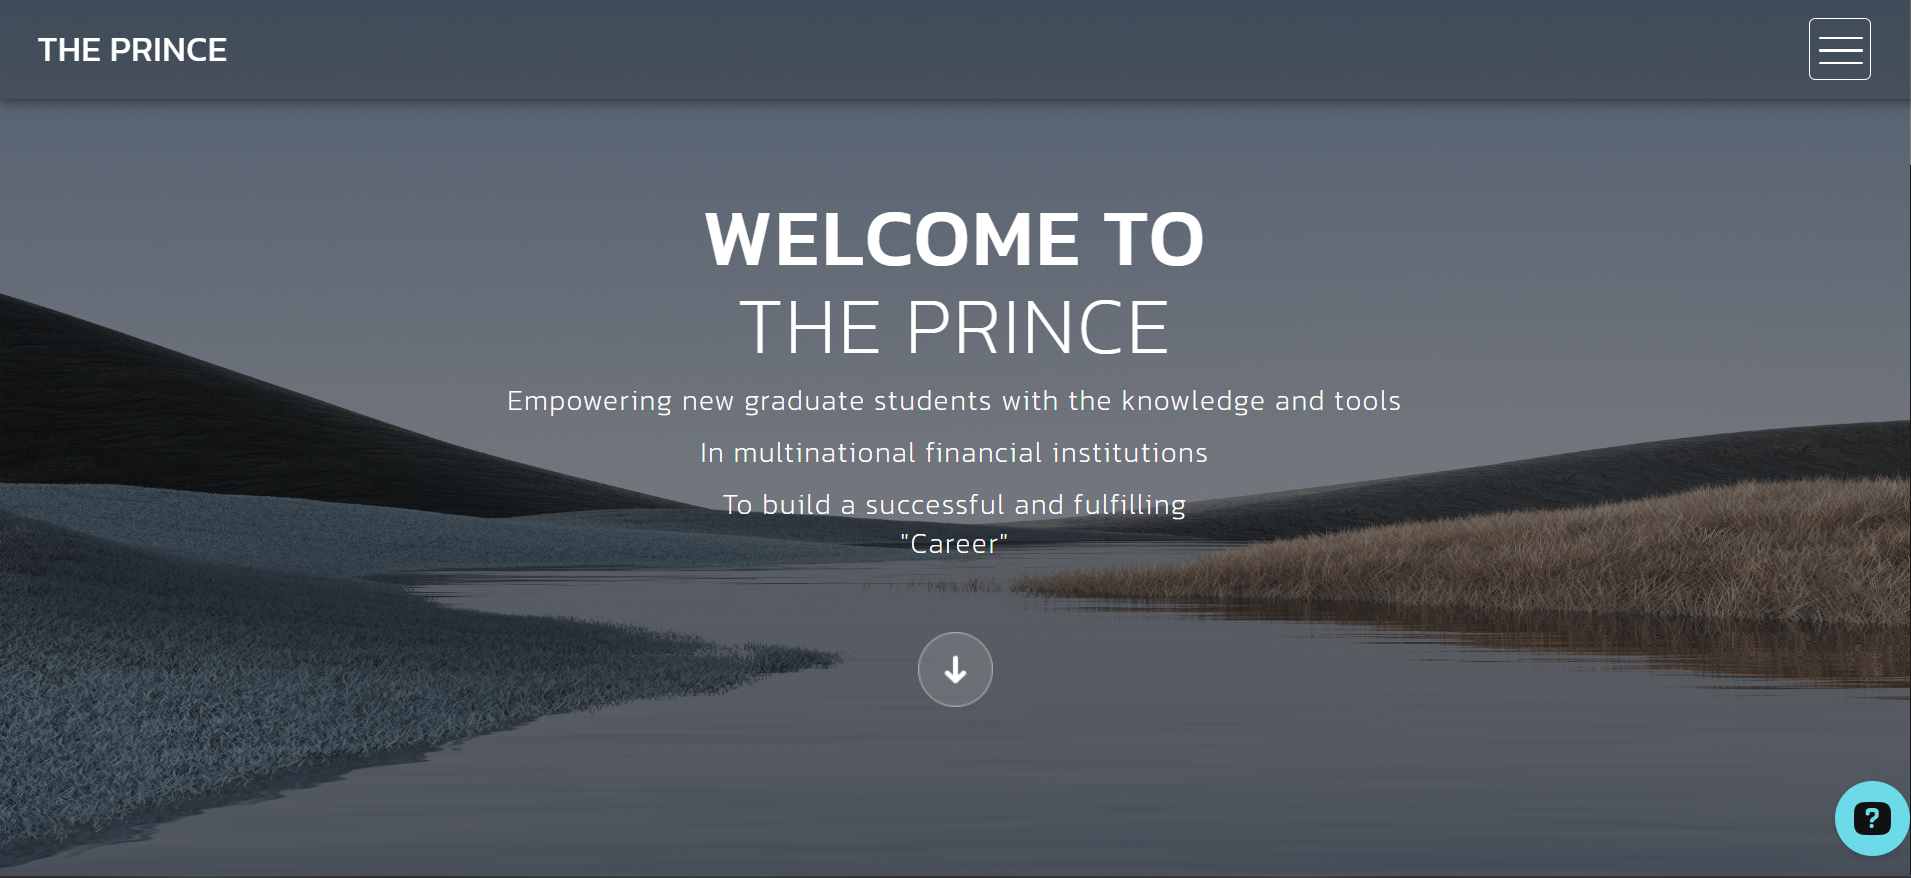 THE PRINCE
WELCOME TO
THE PRINCE
Empowering new graduate students with the knowledge and tools
In multinational financial institutions
To build a successful and fulfilling
"Career"
?